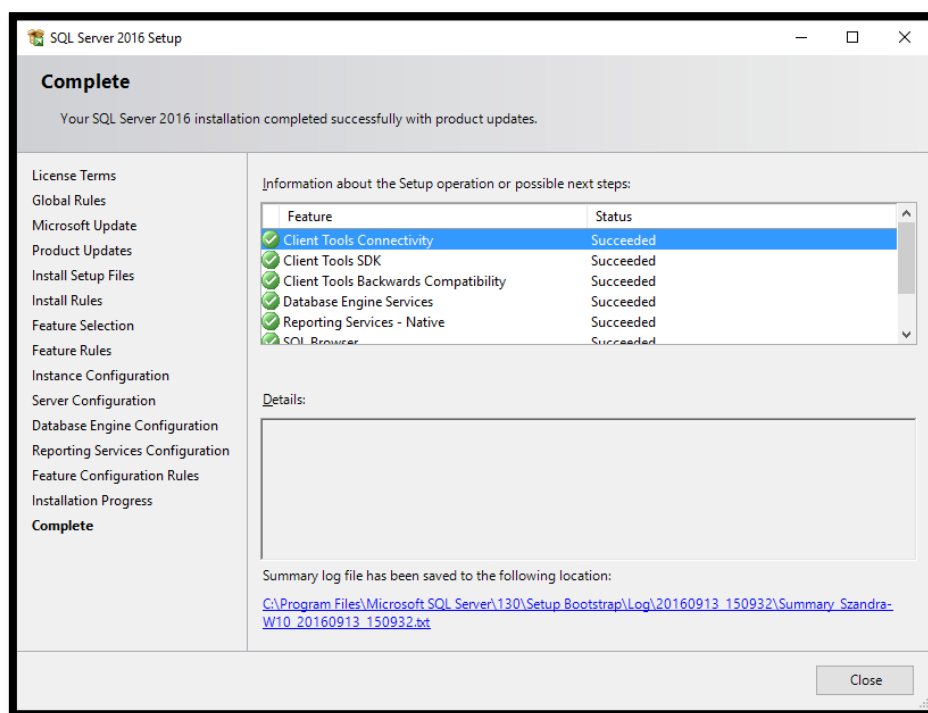 SQL Server 2016 Setup
Complete
Your SQL Server 2016 installation completed successfully with product updates.
License Terms
Global Rules
Microsoft Update
Product Updates
Install Setup Files
Install Rules
Feature Selection
Feature Rules
Instance Configuration
Server Configuration
Database Engine Configuration
Reporting Services Configuration
Feature Configuration Rules
Installation Progress
Complete
Information about the Setup operation or possible next steps:
Feature Status
Client Tools Connectivity Succeeded
Client Tools SDK Succeeded
Client Tools Backwards Compatibility Succeeded
Database Engine Services Succeeded
Reporting Services - Native Succeeded
SQL Browser Succeeded
Details:
Summary log file has been saved to the following location:
C:\Program Files\Microsoft SQL Server\130\Setup Bootstrap\Log\20160913_150932\Summary_Szandra-
W10_20160913_150932.txt
Close